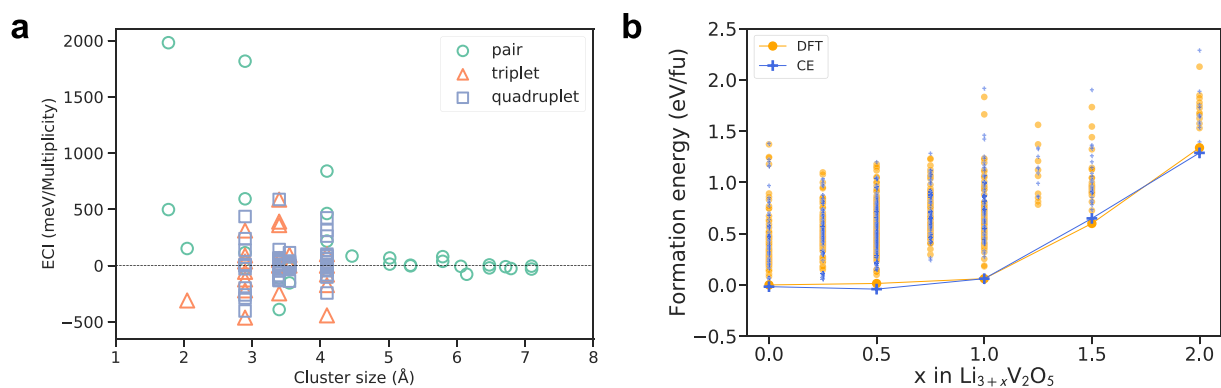 a
2000
1500
1000
500
0
−500
ECI (meV/Multiplicity)
pair
triplet
quadruplet
1 2 3 4 5 6 7 8
Cluster size (Å)
b
2.5
2.0
1.5
1.0
0.5
0.0
−0.5
Formation energy (eV/fu)
DFT
CE
0.0 0.5 1.0 1.5 2.0
x in Li₃₊ₓV₂O₅